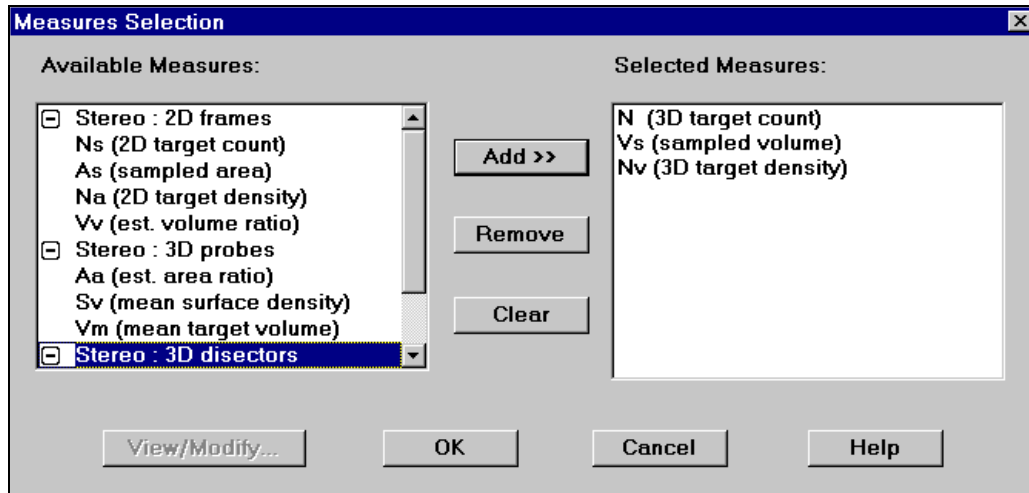 Measures Selection
Available Measures:
Stereo : 2D frames
Ns (2D target count)
As (sampled area)
Na (2D target density)
Vv (est. volume ratio)
Stereo : 3D probes
Aa (est. area ratio)
Sv (mean surface density)
Vm (mean target volume)
Stereo : 3D disectors
Add >>
Remove
Clear
Selected Measures:
N (3D target count)
Vs (sampled volume)
Nv (3D target density)
View/Modify...
OK
Cancel
Help